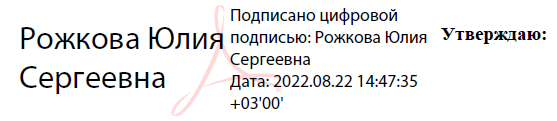 Рожкова Юлия
Сергеевна
Подписано цифровой
подписью: Рожкова Юлия
Сергеевна
Дата: 2022.08.22 14:47:35
+03'00'
Утверждаю: